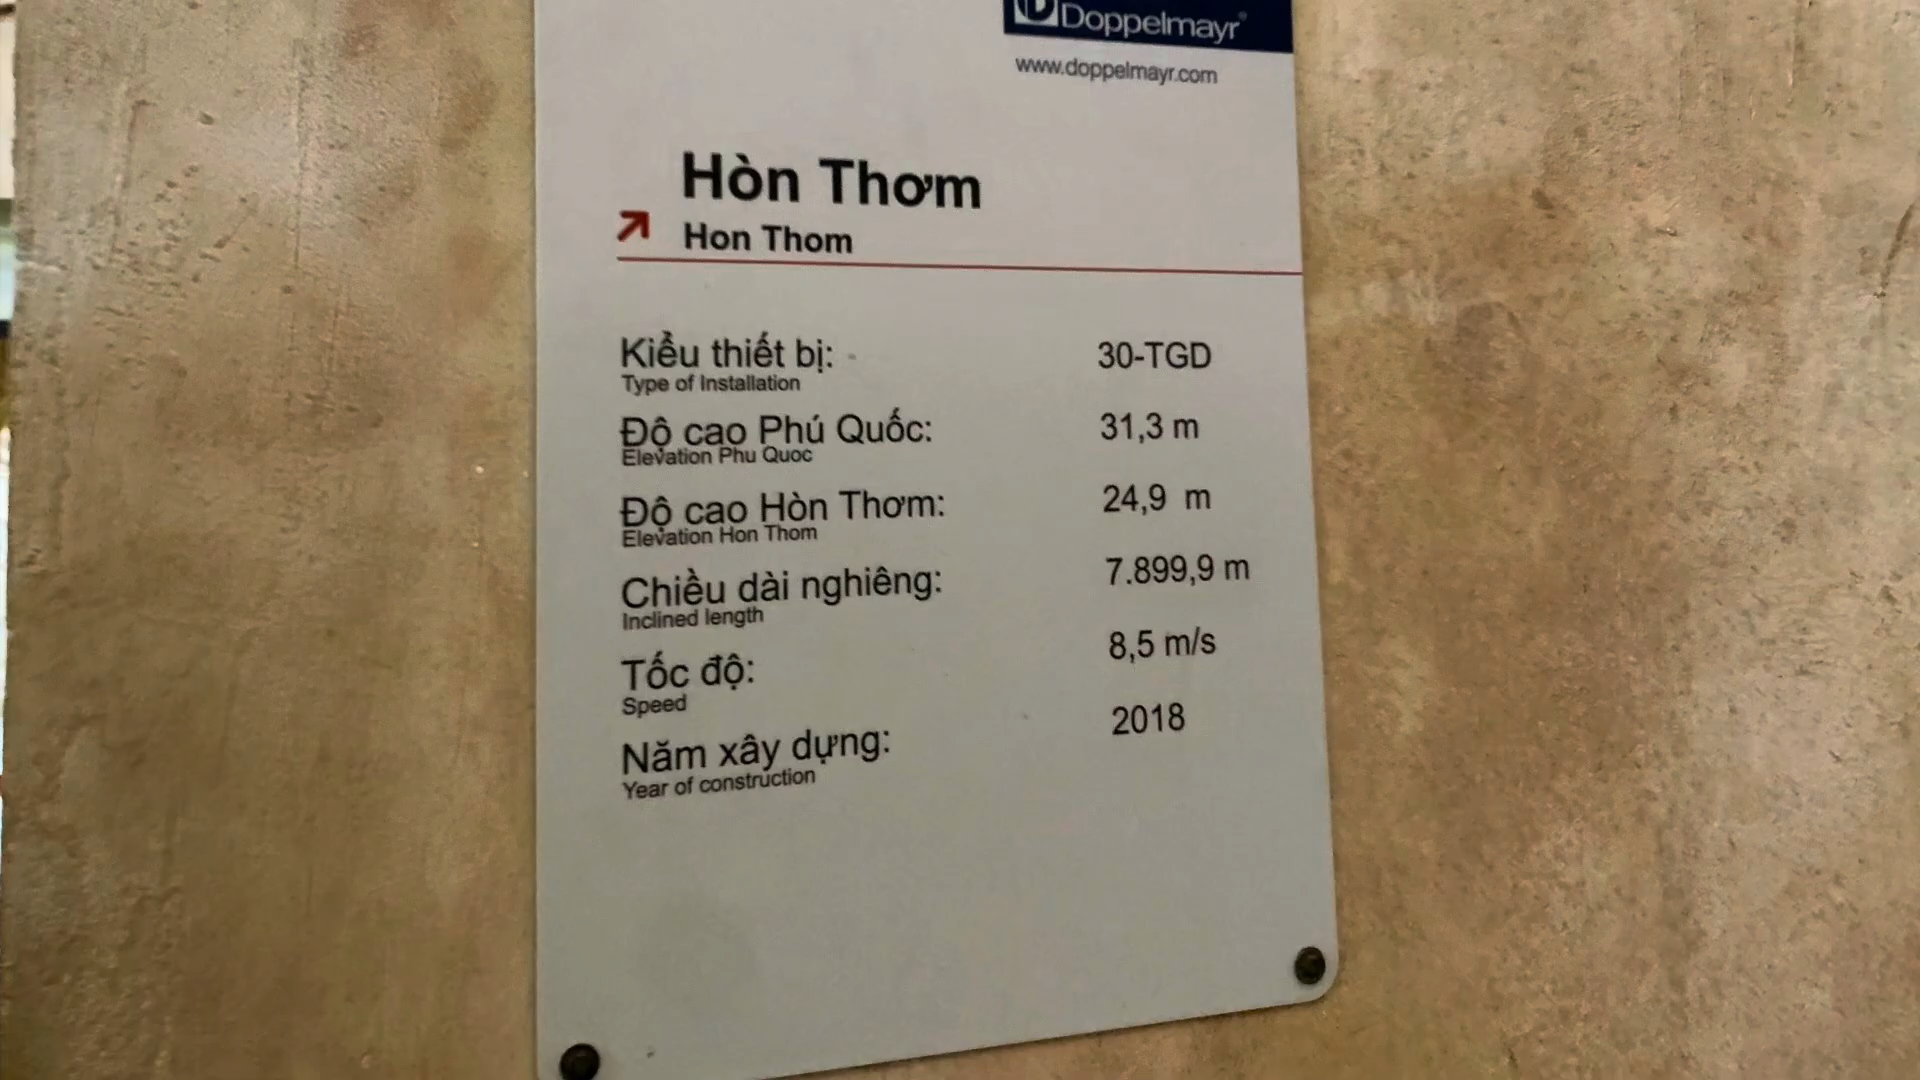 Doppelmayr®
www.doppelmayr.com
Hòn Thơm
Hon Thom
Kiểu thiết bị: 30-TGD
Type of Installation
Độ cao Phú Quốc: 31,3 m
Elevation Phu Quoc
Độ cao Hòn Thơm: 24,9 m
Elevation Hon Thom
Chiều dài nghiêng: 7.899,9 m
Inclined length
Tốc độ: 8,5 m/s
Speed
Năm xây dựng: 2018
Year of construction